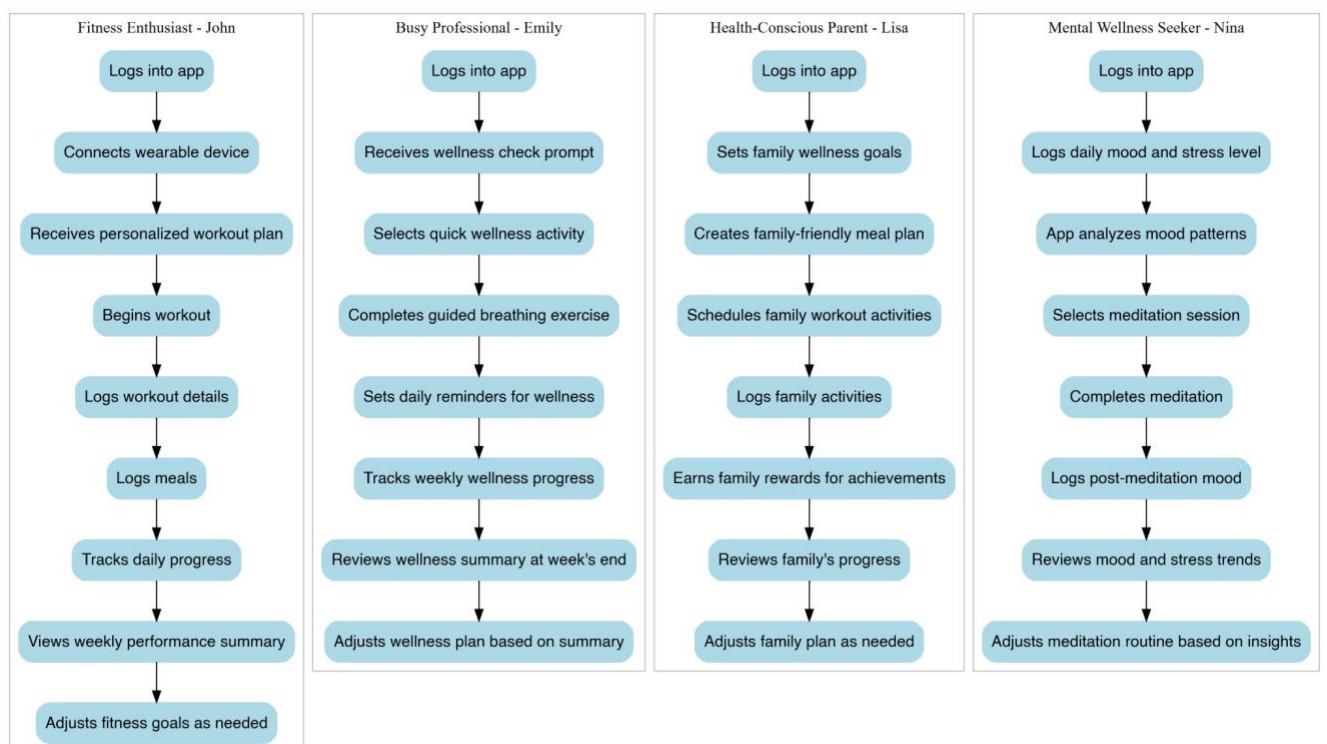 Fitness Enthusiast - John
Logs into app
Connects wearable device
Receives personalized workout plan
Begins workout
Logs workout details
Logs meals
Tracks daily progress
Views weekly performance summary
Adjusts fitness goals as needed
Busy Professional - Emily
Logs into app
Receives wellness check prompt
Selects quick wellness activity
Completes guided breathing exercise
Sets daily reminders for wellness
Tracks weekly wellness progress
Reviews wellness summary at week's end
Adjusts wellness plan based on summary
Health-Conscious Parent - Lisa
Logs into app
Sets family wellness goals
Creates family-friendly meal plan
Schedules family workout activities
Logs family activities
Earns family rewards for achievements
Reviews family's progress
Adjusts family plan as needed
Mental Wellness Seeker - Nina
Logs into app
Logs daily mood and stress level
App analyzes mood patterns
Selects meditation session
Completes meditation
Logs post-meditation mood
Reviews mood and stress trends
Adjusts meditation routine based on insights